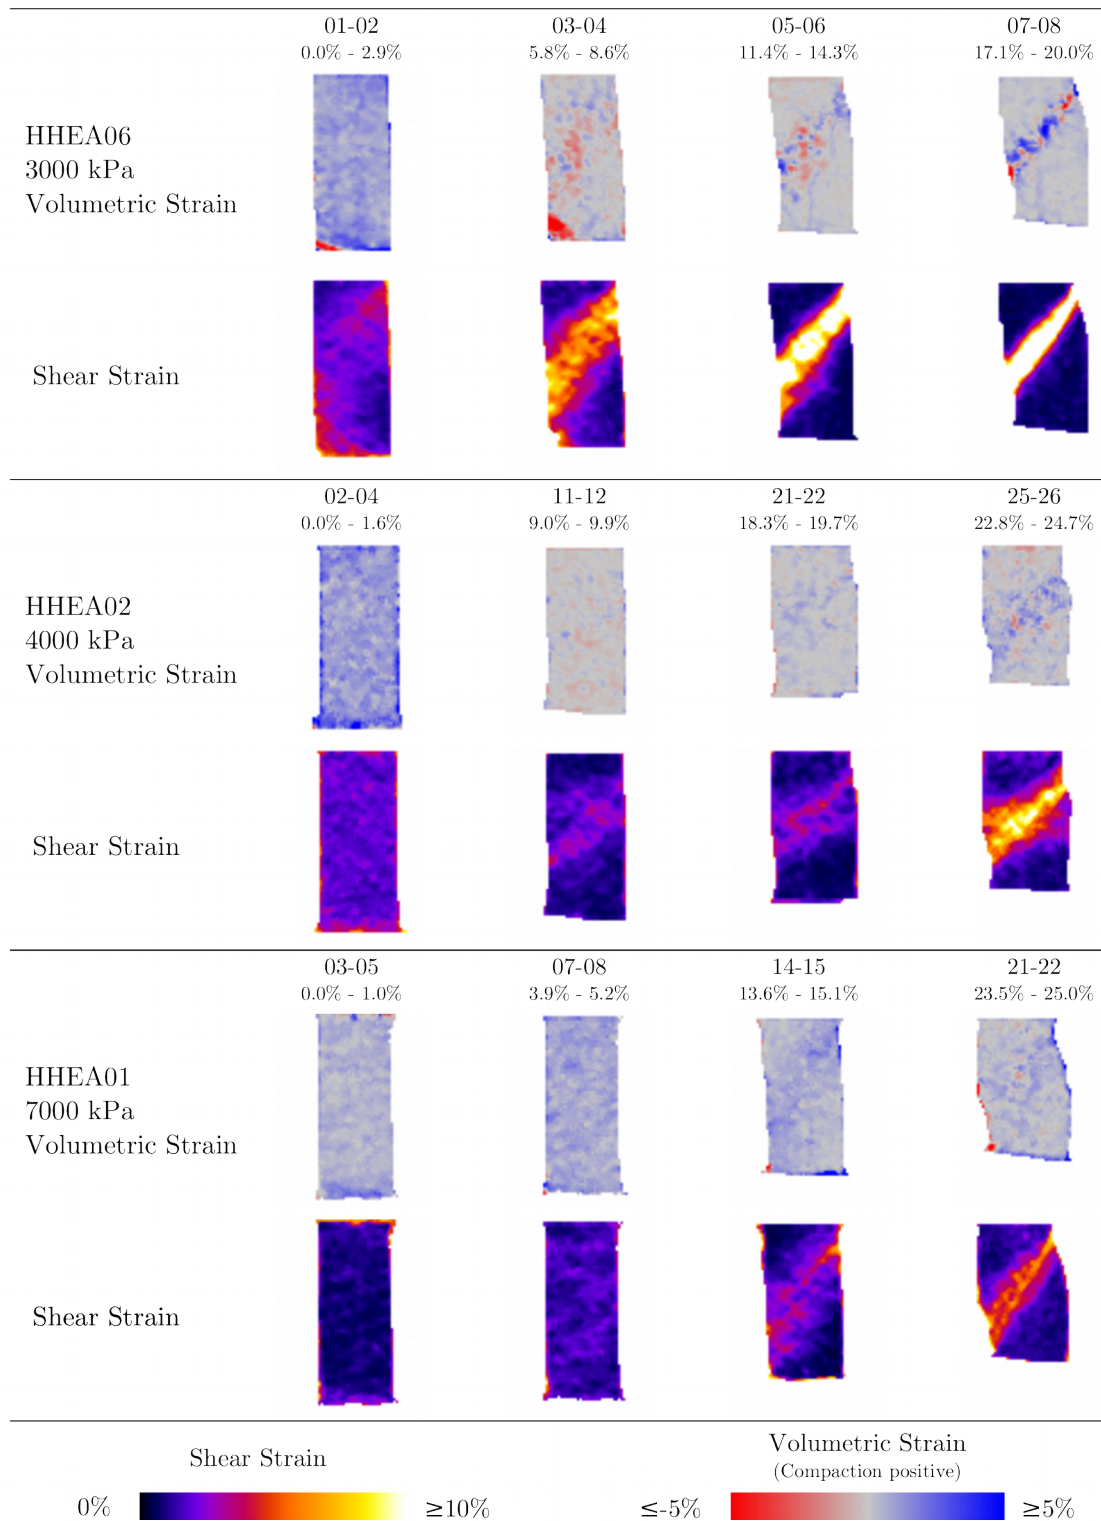 01-02 03-04 05-06 07-08
0.0% - 2.9% 5.8% - 8.6% 11.4% - 14.3% 17.1% - 20.0%
HHEA06
3000 kPa
Volumetric Strain
Shear Strain
02-04 11-12 21-22 25-26
0.0% - 1.6% 9.0% - 9.9% 18.3% - 19.7% 22.8% - 24.7%
HHEA02
4000 kPa
Volumetric Strain
Shear Strain
03-05 07-08 14-15 21-22
0.0% - 1.0% 3.9% - 5.2% 13.6% - 15.1% 23.5% - 25.0%
HHEA01
7000 kPa
Volumetric Strain
Shear Strain
Shear Strain
0% ≥10%
Volumetric Strain
(Compaction positive)
≤-5% ≥5%